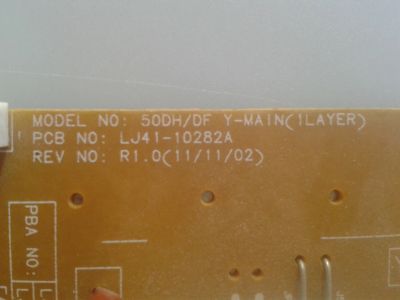 MODEL NO: 50DH/DF Y-MAIN(1LAYER)
PCB NO: LJ41-10282A
REV NO: R1.0(11/11/02)
PBA NO: